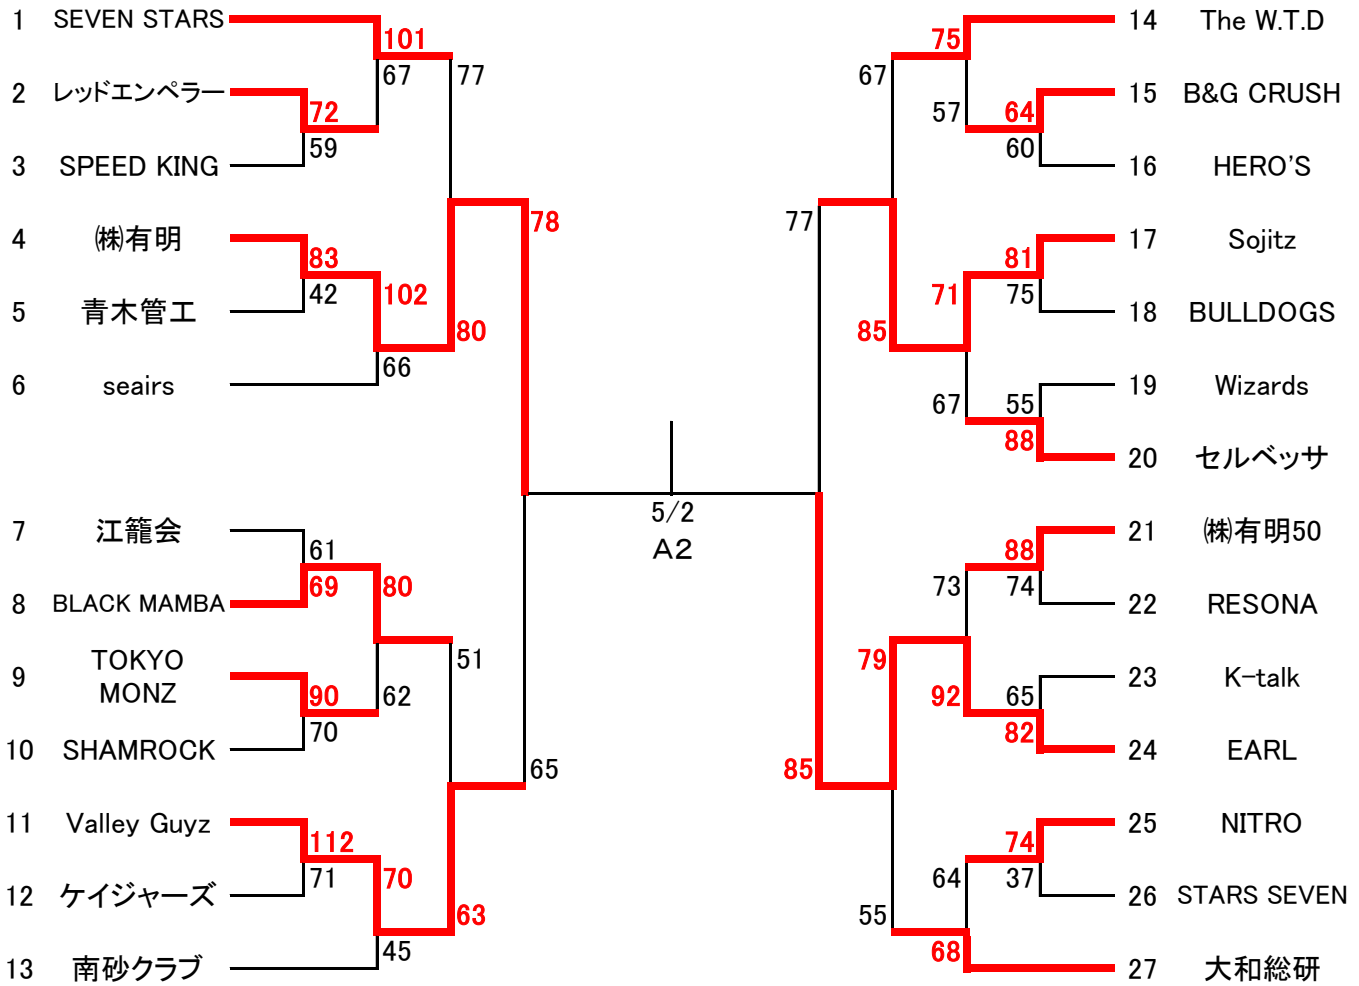 1 SEVEN STARS
101
67
77
2 レッドエンペラー
72
59
3 SPEED KING
4 ㈱有明
83
42
102
5 青木管工
80
66
6 seairs
78
7 江籠会
61
69
80
8 BLACK MAMBA
51
9 TOKYO
MONZ
90
62
70
10 SHAMROCK
65
11 Valley Guyz
112
71
70
12 ケイジャーズ
63
45
13 南砂クラブ
5/2
A2
75
14 The W.T.D
67
57
64
15 B&G CRUSH
60
16 HERO'S
77
81
17 Sojitz
71
75
85
18 BULLDOGS
67
55
19 Wizards
88
20 セルベッサ
88
21 ㈱有明50
73
74
22 RESONA
79
92
65
23 K-talk
82
24 EARL
85
74
25 NITRO
64
37
26 STARS SEVEN
55
68
27 大和総研